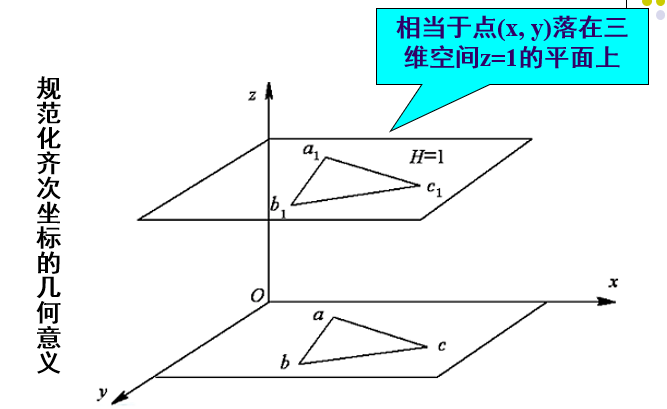 相当于点(x, y)落在三
维空间z=1的平面上
规范化齐次坐标的几何意义
z
a1
H=1
c1
b1
O
x
a
c
b
y